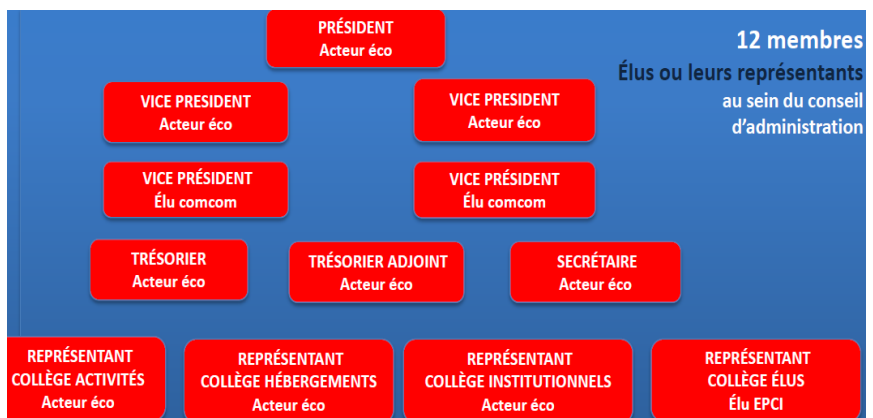 PRÉSIDENT
Acteur éco
12 membres
Élus ou leurs représentants
au sein du conseil
d'administration
VICE PRESIDENT
Acteur éco
VICE PRESIDENT
Acteur éco
VICE PRÉSIDENT
Élu comcom
VICE PRÉSIDENT
Élu comcom
TRÉSORIER
Acteur éco
TRÉSORIER ADJOINT
Acteur éco
SECRÉTAIRE
Acteur éco
REPRÉSENTANT
COLLÈGE ACTIVITÉS
Acteur éco
REPRÉSENTANT
COLLÈGE HÉBERGEMENTS
Acteur éco
REPRÉSENTANT
COLLÈGE INSTITUTIONNELS
Acteur éco
REPRÉSENTANT
COLLÈGE ÉLUS
Élu EPCI